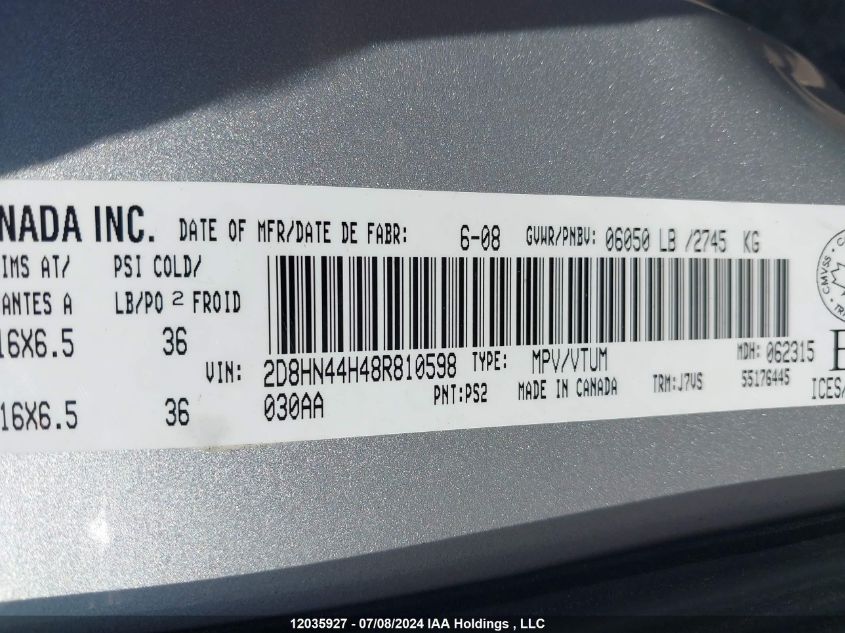 NADA INC. DATE OF MFR/DATE DE FABR: 6-08 GVWR/PNBV: 06050 LB /2745 KG
IMS AT/ PSI COLD/
ANTES A LB/PO 2 FROID
16X6.5 36
VIN: 2D8HN44H48R810598 TYPE: MPV/VTUM MDH: 062315
16X6.5 36 030AA PNT:PS2 MADE IN CANADA TRM:J7VS 55176445
ICES/
CMVSS
12035927 - 07/08/2024 IAA Holdings , LLC